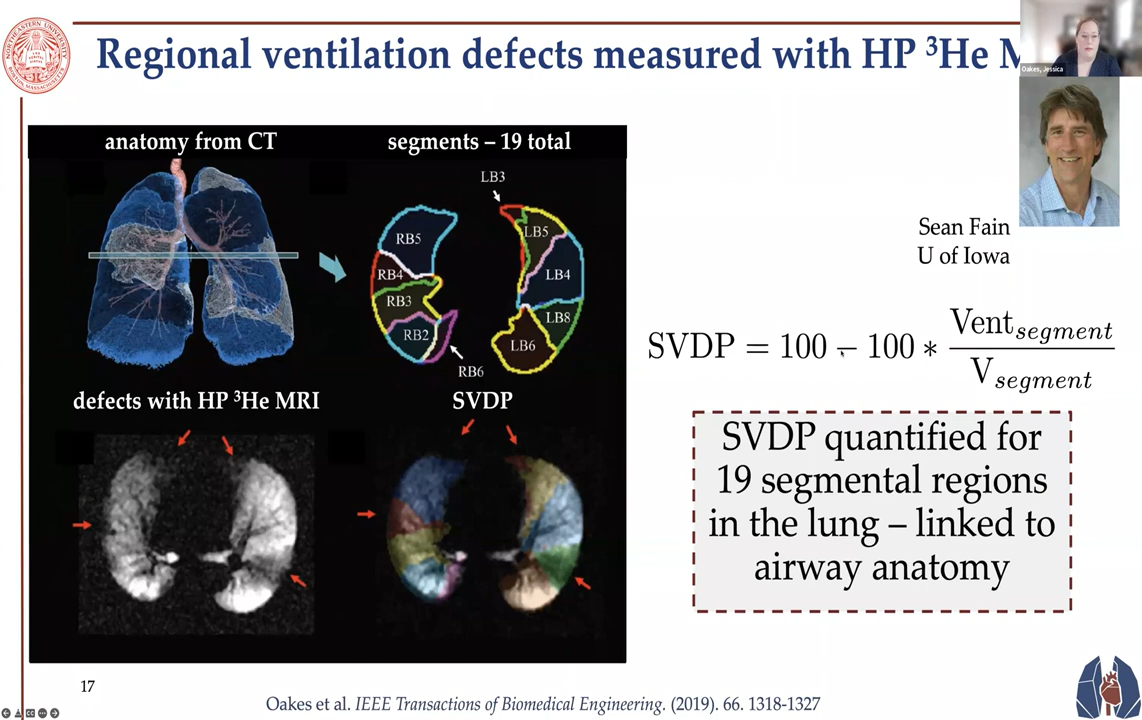 Regional ventilation defects measured with HP ³He M
Oakes, Jessica
anatomy from CT
segments – 19 total
LB3
RB5
LB5
RB4
LB4
RB3
LB8
RB2
LB6
RB6
defects with HP ³He MRI
SVDP
Sean Fain
U of Iowa
SVDP = 100 – 100 * Vent_segment / V_segment
SVDP quantified for
19 segmental regions
in the lung – linked to
airway anatomy
17
Oakes et al. IEEE Transactions of Biomedical Engineering. (2019). 66. 1318-1327